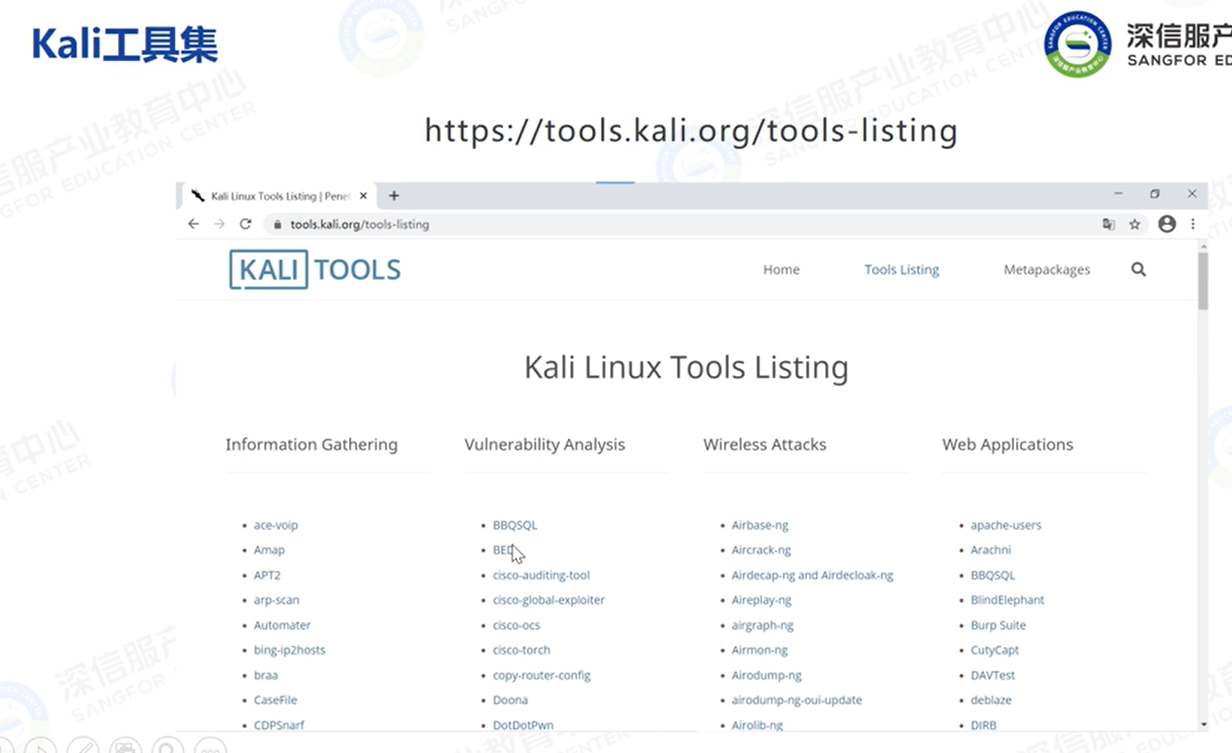 Kali工具集
深信服产
SANGFOR ED
https://tools.kali.org/tools-listing
Kali Linux Tools Listing | Penet
tools.kali.org/tools-listing
KALI TOOLS
Home
Tools Listing
Metapackages
Kali Linux Tools Listing
Information Gathering
Vulnerability Analysis
Wireless Attacks
Web Applications
ace-voip
BBQSQL
Airbase-ng
apache-users
Amap
BED
Aircrack-ng
Arachni
APT2
cisco-auditing-tool
Airdecap-ng and Airdecloak-ng
BBQSQL
arp-scan
cisco-global-exploiter
Aireplay-ng
BlindElephant
Automater
cisco-ocs
airgraph-ng
Burp Suite
bing-ip2hosts
cisco-torch
Airmon-ng
CutyCapt
braa
copy-router-config
Airodump-ng
DAVTest
CaseFile
Doona
airodump-ng-oui-update
deblaze
CDPSnarf
DotDotPwn
Airolib-ng
DIRB